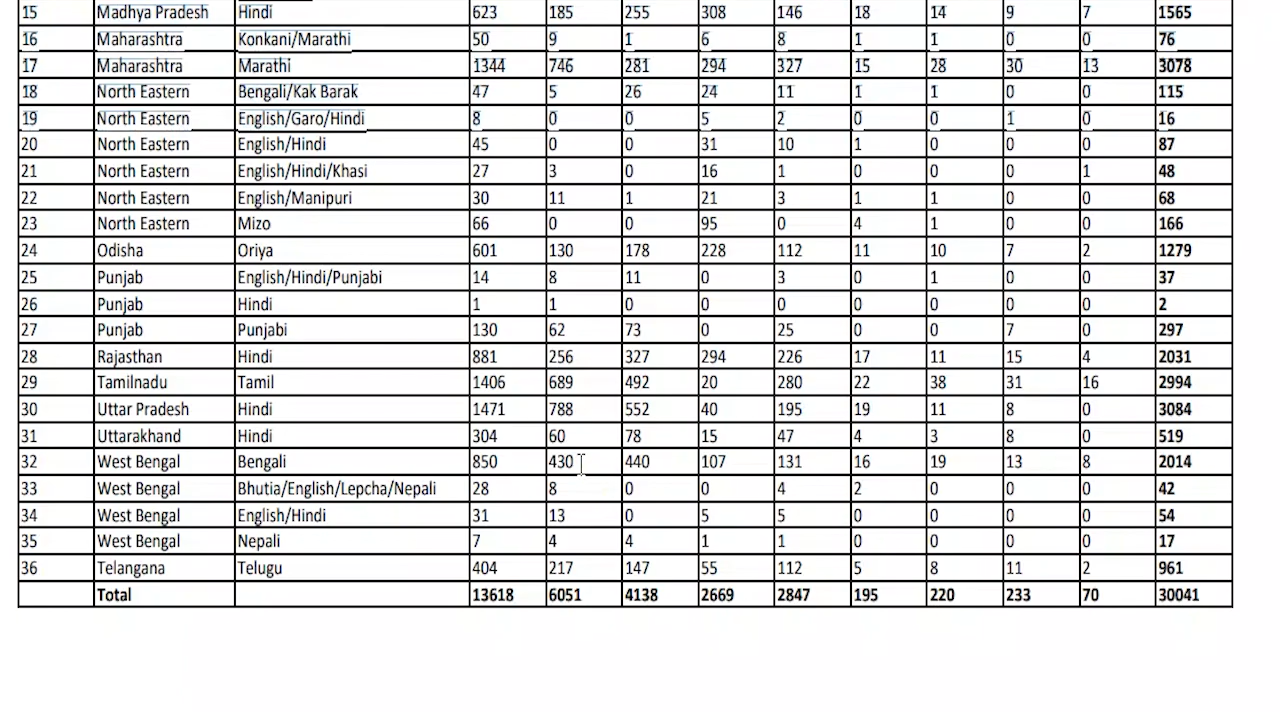 15 Madhya Pradesh Hindi 623 185 255 308 146 18 14 9 7 1565
16 Maharashtra Konkani/Marathi 50 9 1 6 8 1 1 0 0 76
17 Maharashtra Marathi 1344 746 281 294 327 15 28 30 13 3078
18 North Eastern Bengali/Kak Barak 47 5 26 24 11 1 1 0 0 115
19 North Eastern English/Garo/Hindi 8 0 0 5 2 0 0 1 0 16
20 North Eastern English/Hindi 45 0 0 31 10 1 0 0 0 87
21 North Eastern English/Hindi/Khasi 27 3 0 16 1 0 0 0 1 48
22 North Eastern English/Manipuri 30 11 1 21 3 1 1 0 0 68
23 North Eastern Mizo 66 0 0 95 0 4 1 0 0 166
24 Odisha Oriya 601 130 178 228 112 11 10 7 2 1279
25 Punjab English/Hindi/Punjabi 14 8 11 0 3 0 1 0 0 37
26 Punjab Hindi 1 1 0 0 0 0 0 0 0 2
27 Punjab Punjabi 130 62 73 0 25 0 0 7 0 297
28 Rajasthan Hindi 881 256 327 294 226 17 11 15 4 2031
29 Tamilnadu Tamil 1406 689 492 20 280 22 38 31 16 2994
30 Uttar Pradesh Hindi 1471 788 552 40 195 19 11 8 0 3084
31 Uttarakhand Hindi 304 60 78 15 47 4 3 8 0 519
32 West Bengal Bengali 850 430 440 107 131 16 19 13 8 2014
33 West Bengal Bhutia/English/Lepcha/Nepali 28 8 0 0 4 2 0 0 0 42
34 West Bengal English/Hindi 31 13 0 5 5 0 0 0 0 54
35 West Bengal Nepali 7 4 4 1 1 0 0 0 0 17
36 Telangana Telugu 404 217 147 55 112 5 8 11 2 961
Total 13618 6051 4138 2669 2847 195 220 233 70 30041